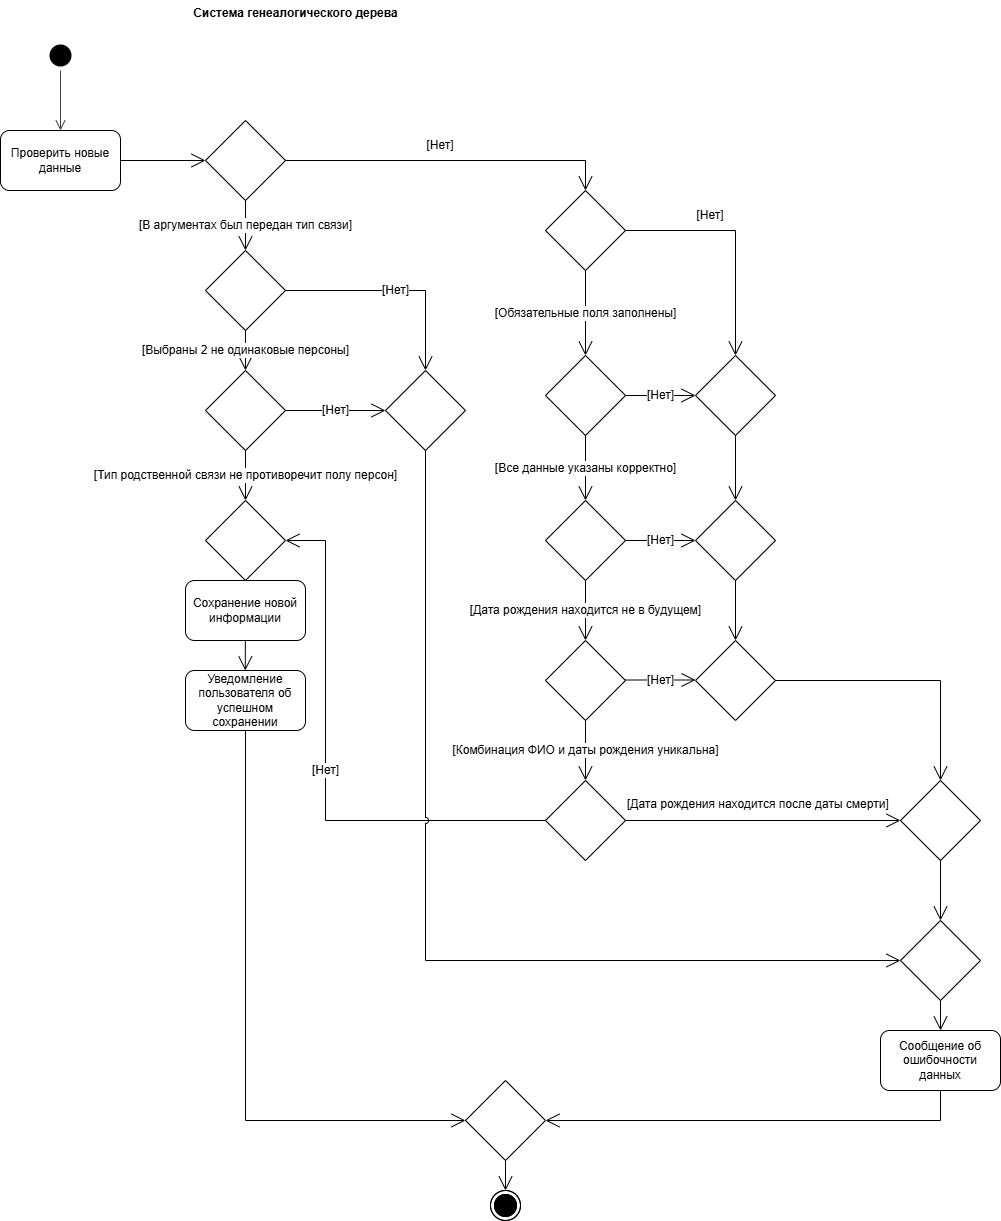 Система генеалогического дерева
Проверить новые
данные
[Нет]
[В аргументах был передан тип связи]
[Нет]
[Нет]
[Обязательные поля заполнены]
[Выбраны 2 не одинаковые персоны]
[Нет]
[Нет]
[Тип родственной связи не противоречит полу персон]
[Все данные указаны корректно]
[Нет]
Сохранение новой
информации
[Дата рождения находится не в будущем]
Уведомление
пользователя об
успешном
сохранении
[Нет]
[Комбинация ФИО и даты рождения уникальна]
[Нет]
[Дата рождения находится после даты смерти]
Сообщение об
ошибочности
данных